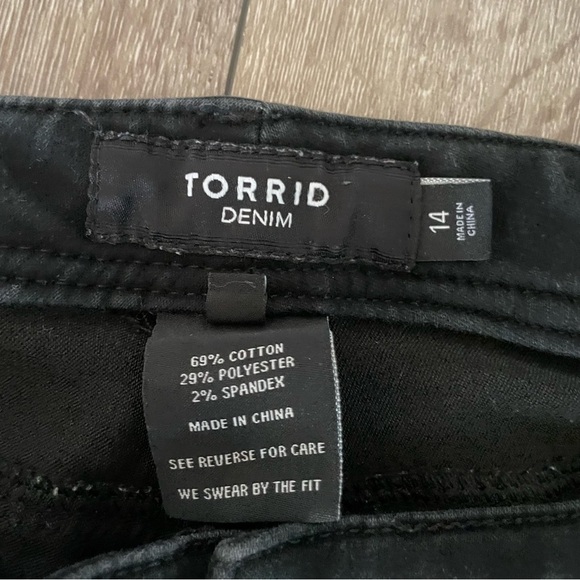 TORRID
DENIM
14
MADE IN
CHINA
69% COTTON
29% POLYESTER
2% SPANDEX
MADE IN CHINA
SEE REVERSE FOR CARE
WE SWEAR BY THE FIT